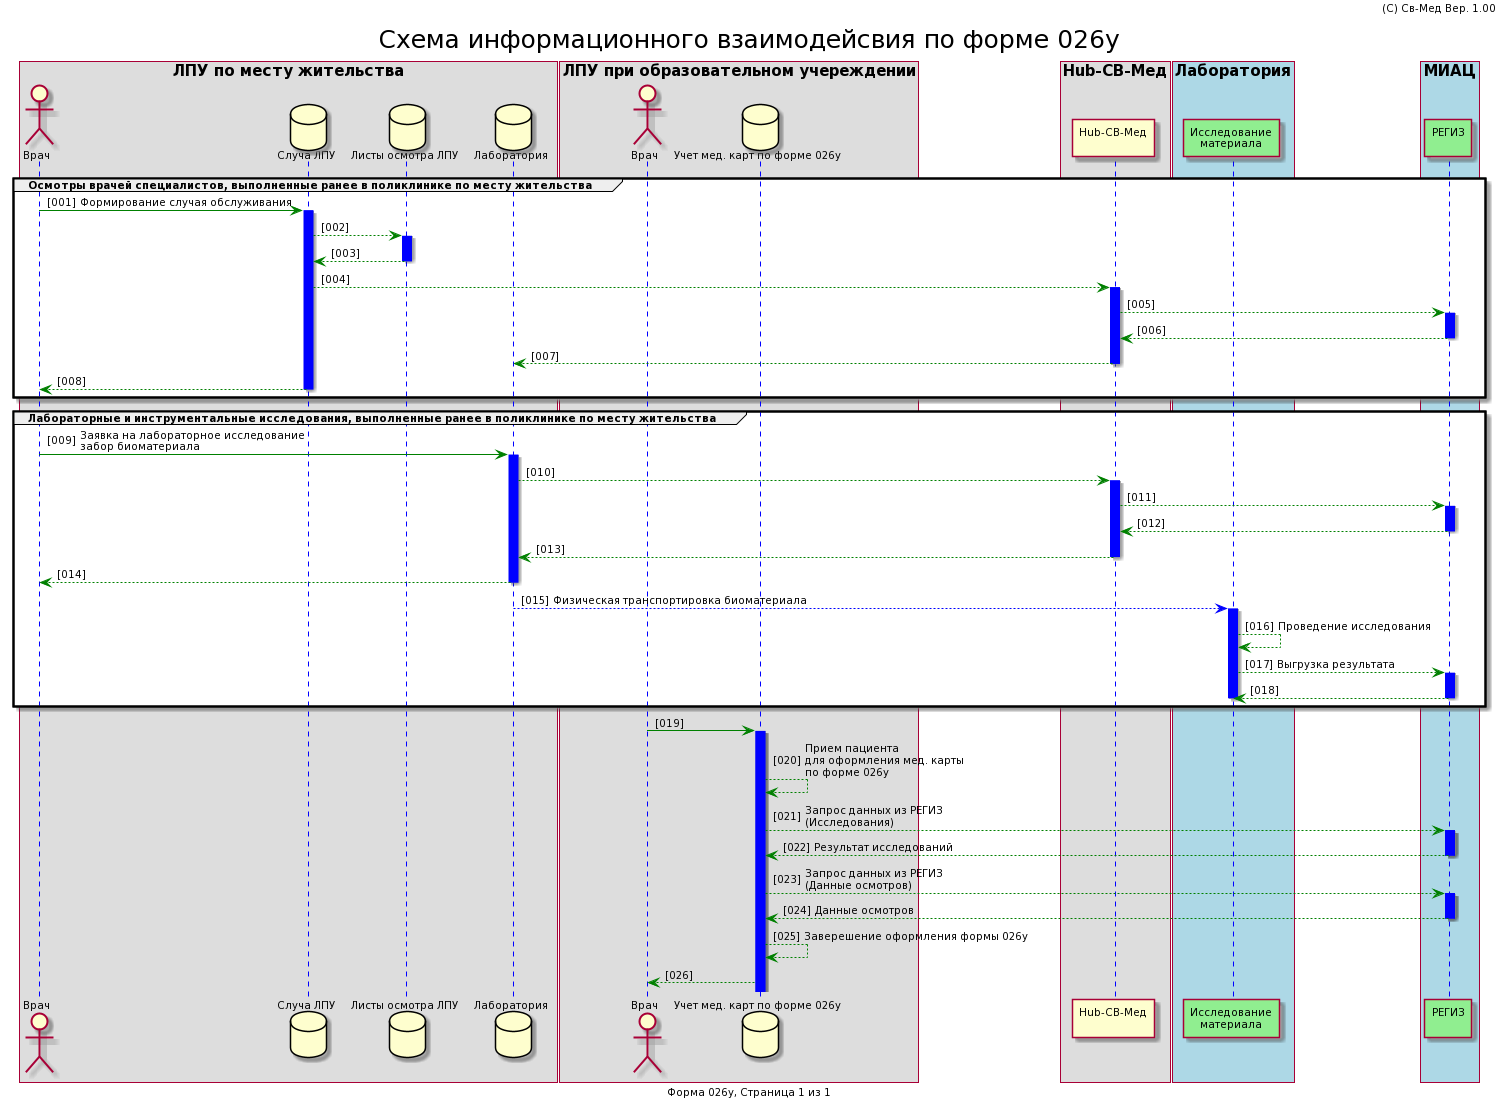 (C) Св-Мед Вер. 1.00
Схема информационного взаимодейсвия по форме 026у
ЛПУ по месту жительства
ЛПУ при образовательном учереждении
Hub-СВ-Мед
Лаборатория
МИАЦ
Врач
Случа ЛПУ
Листы осмотра ЛПУ
Лаборатория
Врач
Учет мед. карт по форме 026у
Hub-СВ-Мед
Исследование
материала
РЕГИЗ
Осмотры врачей специалистов, выполненные ранее в поликлинике по месту жительства
[001] Формирование случая обслуживания
[002]
[003]
[004]
[005]
[006]
[007]
[008]
Лабораторные и инструментальные исследования, выполненные ранее в поликлинике по месту жительства
[009] Заявка на лабораторное исследование
забор биоматериала
[010]
[011]
[012]
[013]
[014]
[015] Физическая транспортировка биоматериала
[016] Проведение исследования
[017] Выгрузка результата
[018]
[019]
Прием пациента
[020] для оформления мед. карты
по форме 026у
[021] Запрос данных из РЕГИЗ
(Исследования)
[022] Результат исследований
[023] Запрос данных из РЕГИЗ
(Данные осмотров)
[024] Данные осмотров
[025] Заверешение оформления формы 026у
[026]
Врач
Случа ЛПУ
Листы осмотра ЛПУ
Лаборатория
Врач
Учет мед. карт по форме 026у
Hub-СВ-Мед
Исследование
материала
РЕГИЗ
Форма 026у, Страница 1 из 1